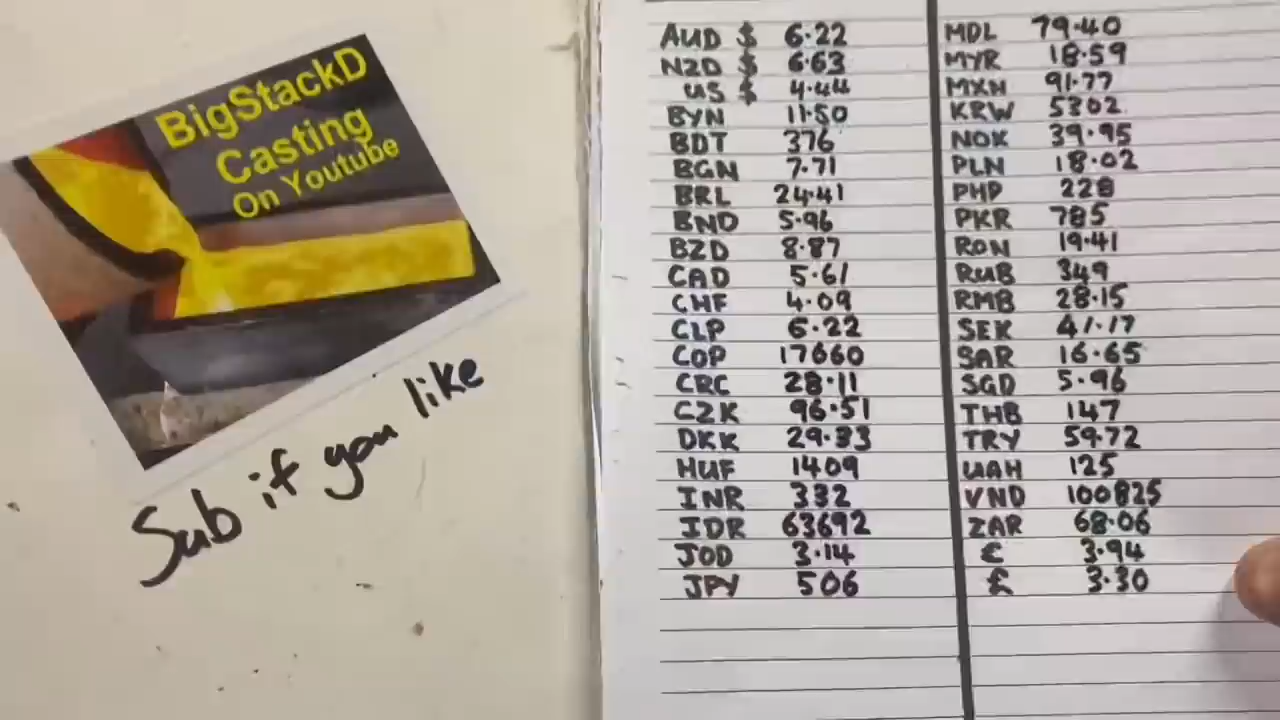 BigStackD
Casting
On Youtube
Sub if you like
AUD $ 6.22
NZD $ 6.63
US $ 4.44
BYN 11.50
BDT 376
BGN 7.71
BRL 24.41
BND 5.96
BZD 8.87
CAD 5.61
CHF 4.09
CLP 6.22
COP 17660
CRC 28.11
CZK 96.51
DKK 29.33
HUF 1409
INR 332
IDR 63692
JOD 3.14
JPY 506
MDL 79.40
MYR 18.59
MXN 91.77
KRW 5302
NOK 39.95
PLN 18.02
PHP 228
PKR 785
RON 19.41
RUB 349
RMB 28.15
SEK 41.17
SAR 16.65
SGD 5.96
THB 147
TRY 59.72
UAH 125
VND 100825
ZAR 68.06
€ 3.94
£ 3.30